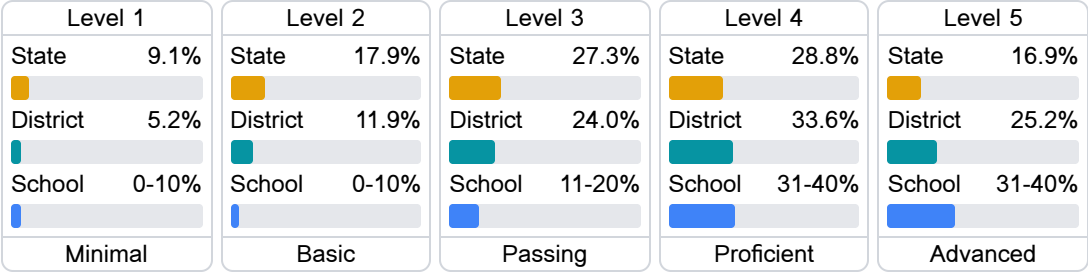 Level 1
State 9.1%
District 5.2%
School 0-10%
Minimal
Level 2
State 17.9%
District 11.9%
School 0-10%
Basic
Level 3
State 27.3%
District 24.0%
School 11-20%
Passing
Level 4
State 28.8%
District 33.6%
School 31-40%
Proficient
Level 5
State 16.9%
District 25.2%
School 31-40%
Advanced